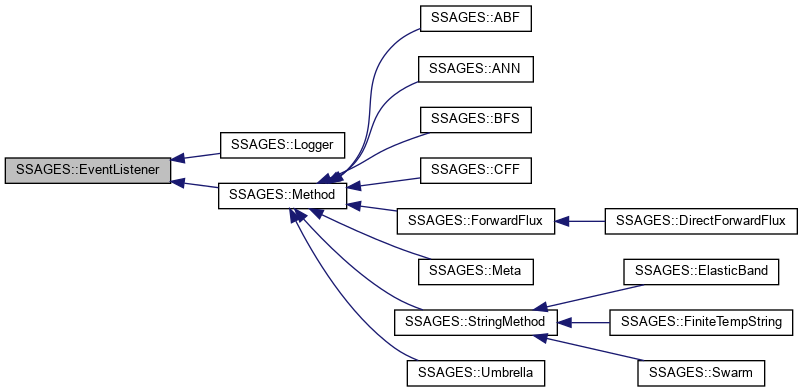 SSAGES::ABF
SSAGES::ANN
SSAGES::BFS
SSAGES::Logger
SSAGES::EventListener
SSAGES::CFF
SSAGES::Method
SSAGES::ForwardFlux
SSAGES::DirectForwardFlux
SSAGES::Meta
SSAGES::ElasticBand
SSAGES::StringMethod
SSAGES::FiniteTempString
SSAGES::Umbrella
SSAGES::Swarm